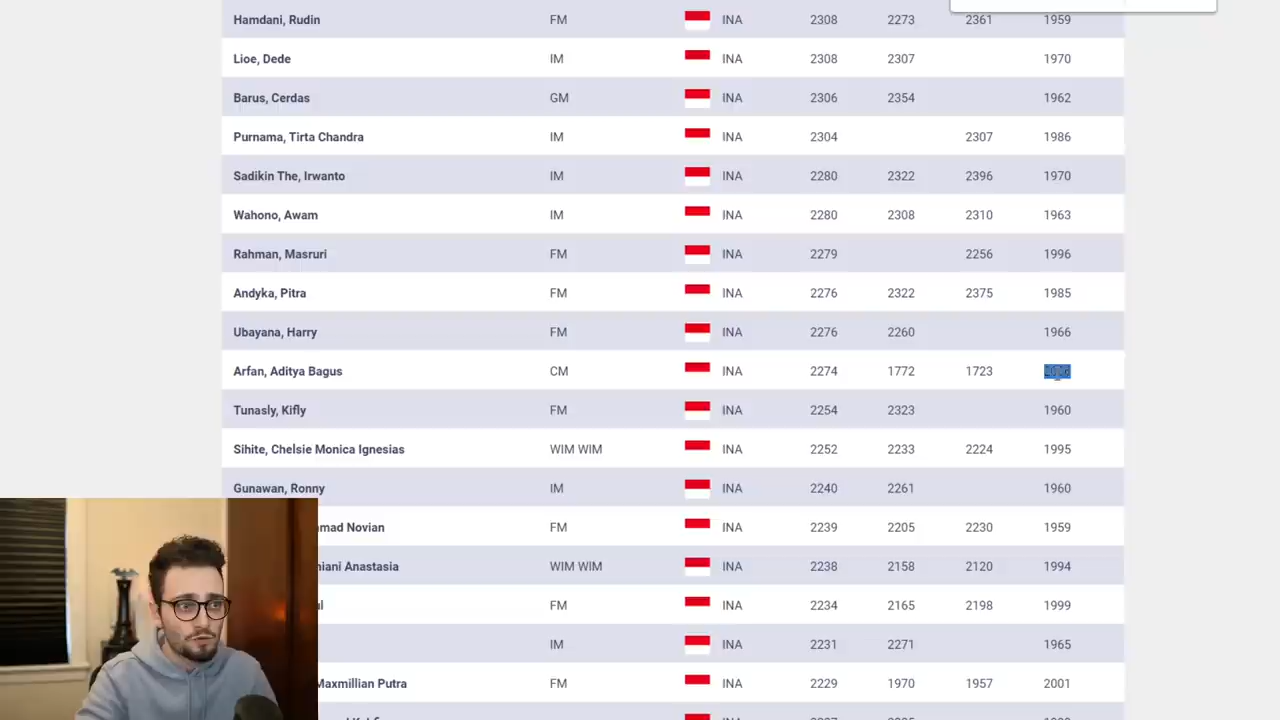 Hamdani, Rudin FM INA 2308 2273 2361 1959
Lioe, Dede IM INA 2308 2307 1970
Barus, Cerdas GM INA 2306 2354 1962
Purnama, Tirta Chandra IM INA 2304 2307 1986
Sadikin The, Irwanto IM INA 2280 2322 2396 1970
Wahono, Awam IM INA 2280 2308 2310 1963
Rahman, Masruri FM INA 2279 2256 1996
Andyka, Pitra FM INA 2276 2322 2375 1985
Ubayana, Harry FM INA 2276 2260 1966
Arfan, Aditya Bagus CM INA 2274 1772 1723
Tunasly, Kifly FM INA 2254 2323 1960
Sihite, Chelsie Monica Ignesias WIM WIM INA 2252 2233 2224 1995
Gunawan, Ronny IM INA 2240 2261 1960
Novian FM INA 2239 2205 2230 1959
Anastasia WIM WIM INA 2238 2158 2120 1994
FM INA 2234 2165 2198 1999
IM INA 2231 2271 1965
Maxmillian Putra FM INA 2229 1970 1957 2001